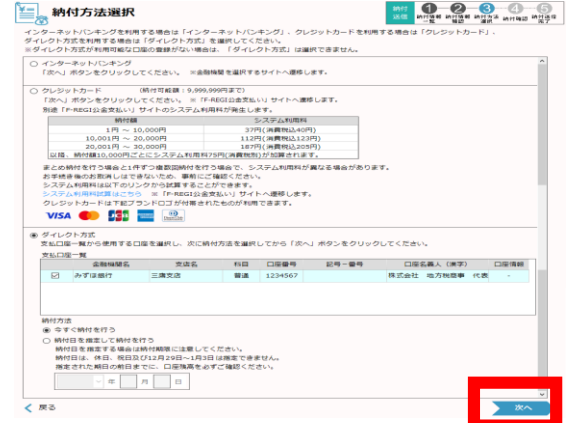 納付方法選択
納付送信 1 2 3 4 5
納付情報一覧 納付情報確認 納付方法選択 納付確認 納付送信完了
インターネットバンキングを利用する場合は「インターネットバンキング」、クレジットカードを利用する場合は「クレジットカード」、
ダイレクト方式を利用する場合は「ダイレクト方式」を選択してください。
※ダイレクト方式が利用可能な口座の登録がない場合は、「ダイレクト方式」は選択できません。
インターネットバンキング
「次へ」ボタンをクリックしてください。 ※金融機関を選択するサイトへ遷移します。
クレジットカード (納付可能額：9,999,999円まで)
「次へ」ボタンをクリックしてください。 ※「F-REGI公金支払い」サイトへ遷移します。
別途「F-REGI公金支払い」サイトのシステム利用料が発生します。
納付額 システム利用料
1円 ～ 10,000円 37円(消費税込40円)
10,001円 ～ 20,000円 112円(消費税込123円)
20,001円 ～ 30,000円 187円(消費税込205円)
以降、納付額10,000円ごとにシステム利用料75円(消費税別)が加算されます。
まとめ納付を行う場合と1件ずつ複数回納付を行う場合で、システム利用料が異なる場合があります。
お手続き後のお取消しはできないため、事前にご確認ください。
システム利用料は以下のリンクから試算することができます。
システム利用料試算はこちら ※「F-REGI公金支払い」サイトへ遷移します。
クレジットカードは下記ブランドロゴが付帯されたものが利用できます。
VISA JCB
ダイレクト方式
支払口座一覧から使用する口座を選択し、次に納付方法を選択してから「次へ」ボタンをクリックしてください。
支払口座一覧
金融機関名 支店名 科目 口座番号 記号－番号 口座名義人（漢字） 口座情報
みずほ銀行 三鷹支店 普通 1234567 株式会社 地方税商事 代表 -
納付方法
今すぐ納付を行う
納付日を指定して納付を行う
納付日を指定する場合は納付期限に注意してください。
納付日は、休日、祝日及び12月29日～1月3日は指定できません。
指定された期日の前日までに、口座残高を必ずご確認ください。
- 年 月 日
戻る
次へ